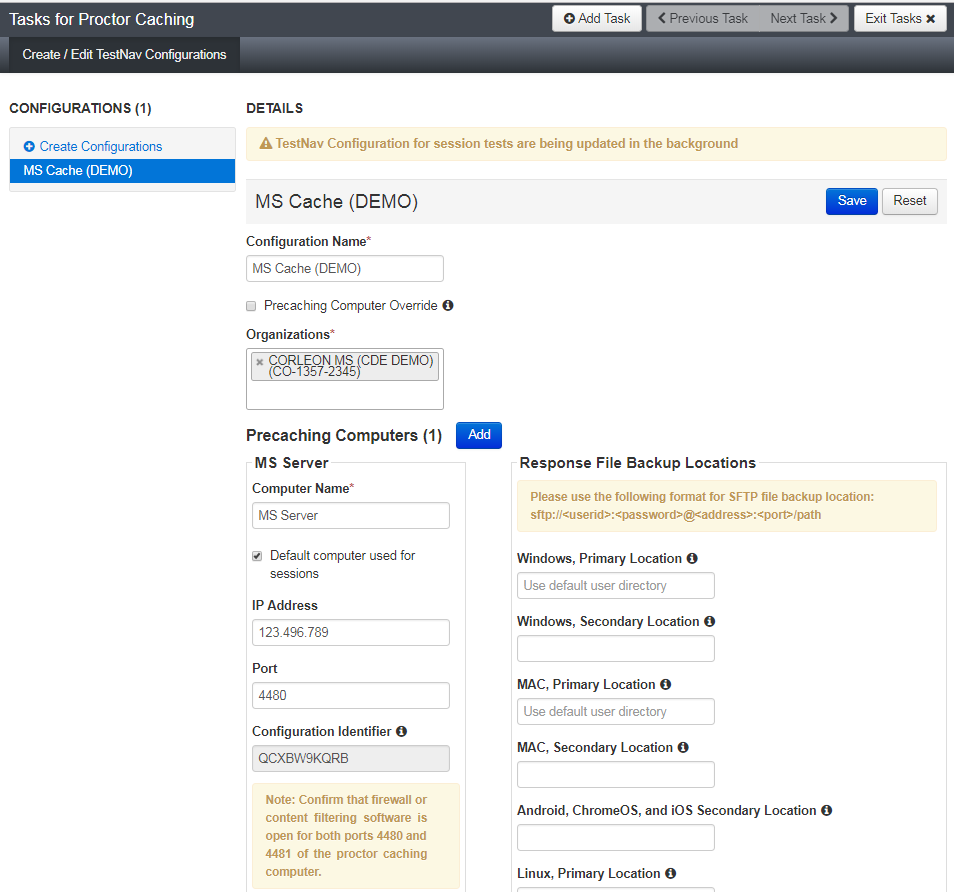 Tasks for Proctor Caching
Add Task
Previous Task
Next Task
Exit Tasks
Create / Edit TestNav Configurations
CONFIGURATIONS (1)
Create Configurations
MS Cache (DEMO)
DETAILS
TestNav Configuration for session tests are being updated in the background
MS Cache (DEMO)
Save
Reset
Configuration Name*
MS Cache (DEMO)
Precaching Computer Override
Organizations*
CORLEON MS (CDE DEMO)
(CO-1357-2345)
Precaching Computers (1)
Add
MS Server
Computer Name*
MS Server
Default computer used for
sessions
IP Address
123.496.789
Port
4480
Configuration Identifier
QCXBW9KQRB
Note: Confirm that firewall or
content filtering software is
open for both ports 4480 and
4481 of the proctor caching
computer.
Response File Backup Locations
Please use the following format for SFTP file backup location:
sftp://<userid>:<password>@<address>:<port>/path
Windows, Primary Location
Use default user directory
Windows, Secondary Location
MAC, Primary Location
Use default user directory
MAC, Secondary Location
Android, ChromeOS, and iOS Secondary Location
Linux, Primary Location